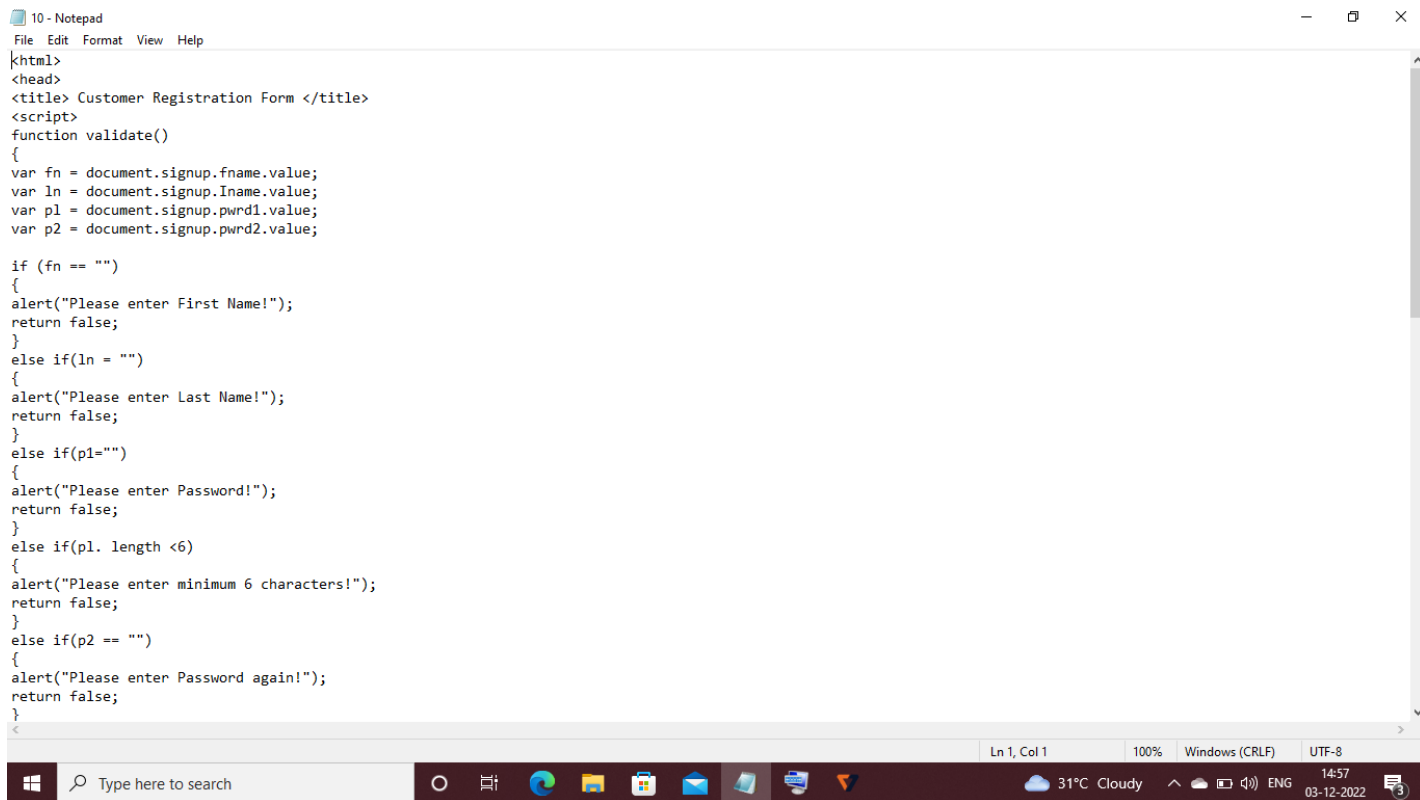 10 - Notepad
File Edit Format View Help
<html>
<head>
<title> Customer Registration Form </title>
<script>
function validate()
{
var fn = document.signup.fname.value;
var ln = document.signup.Iname.value;
var pl = document.signup.pwrd1.value;
var p2 = document.signup.pwrd2.value;

if (fn == "")
{
alert("Please enter First Name!");
return false;
}
else if(ln = "")
{
alert("Please enter Last Name!");
return false;
}
else if(p1="")
{
alert("Please enter Password!");
return false;
}
else if(pl. length <6)
{
alert("Please enter minimum 6 characters!");
return false;
}
else if(p2 == "")
{
alert("Please enter Password again!");
return false;
}
Ln 1, Col 1 100% Windows (CRLF) UTF-8
Type here to search 31°C Cloudy ENG 14:57
03-12-2022 3